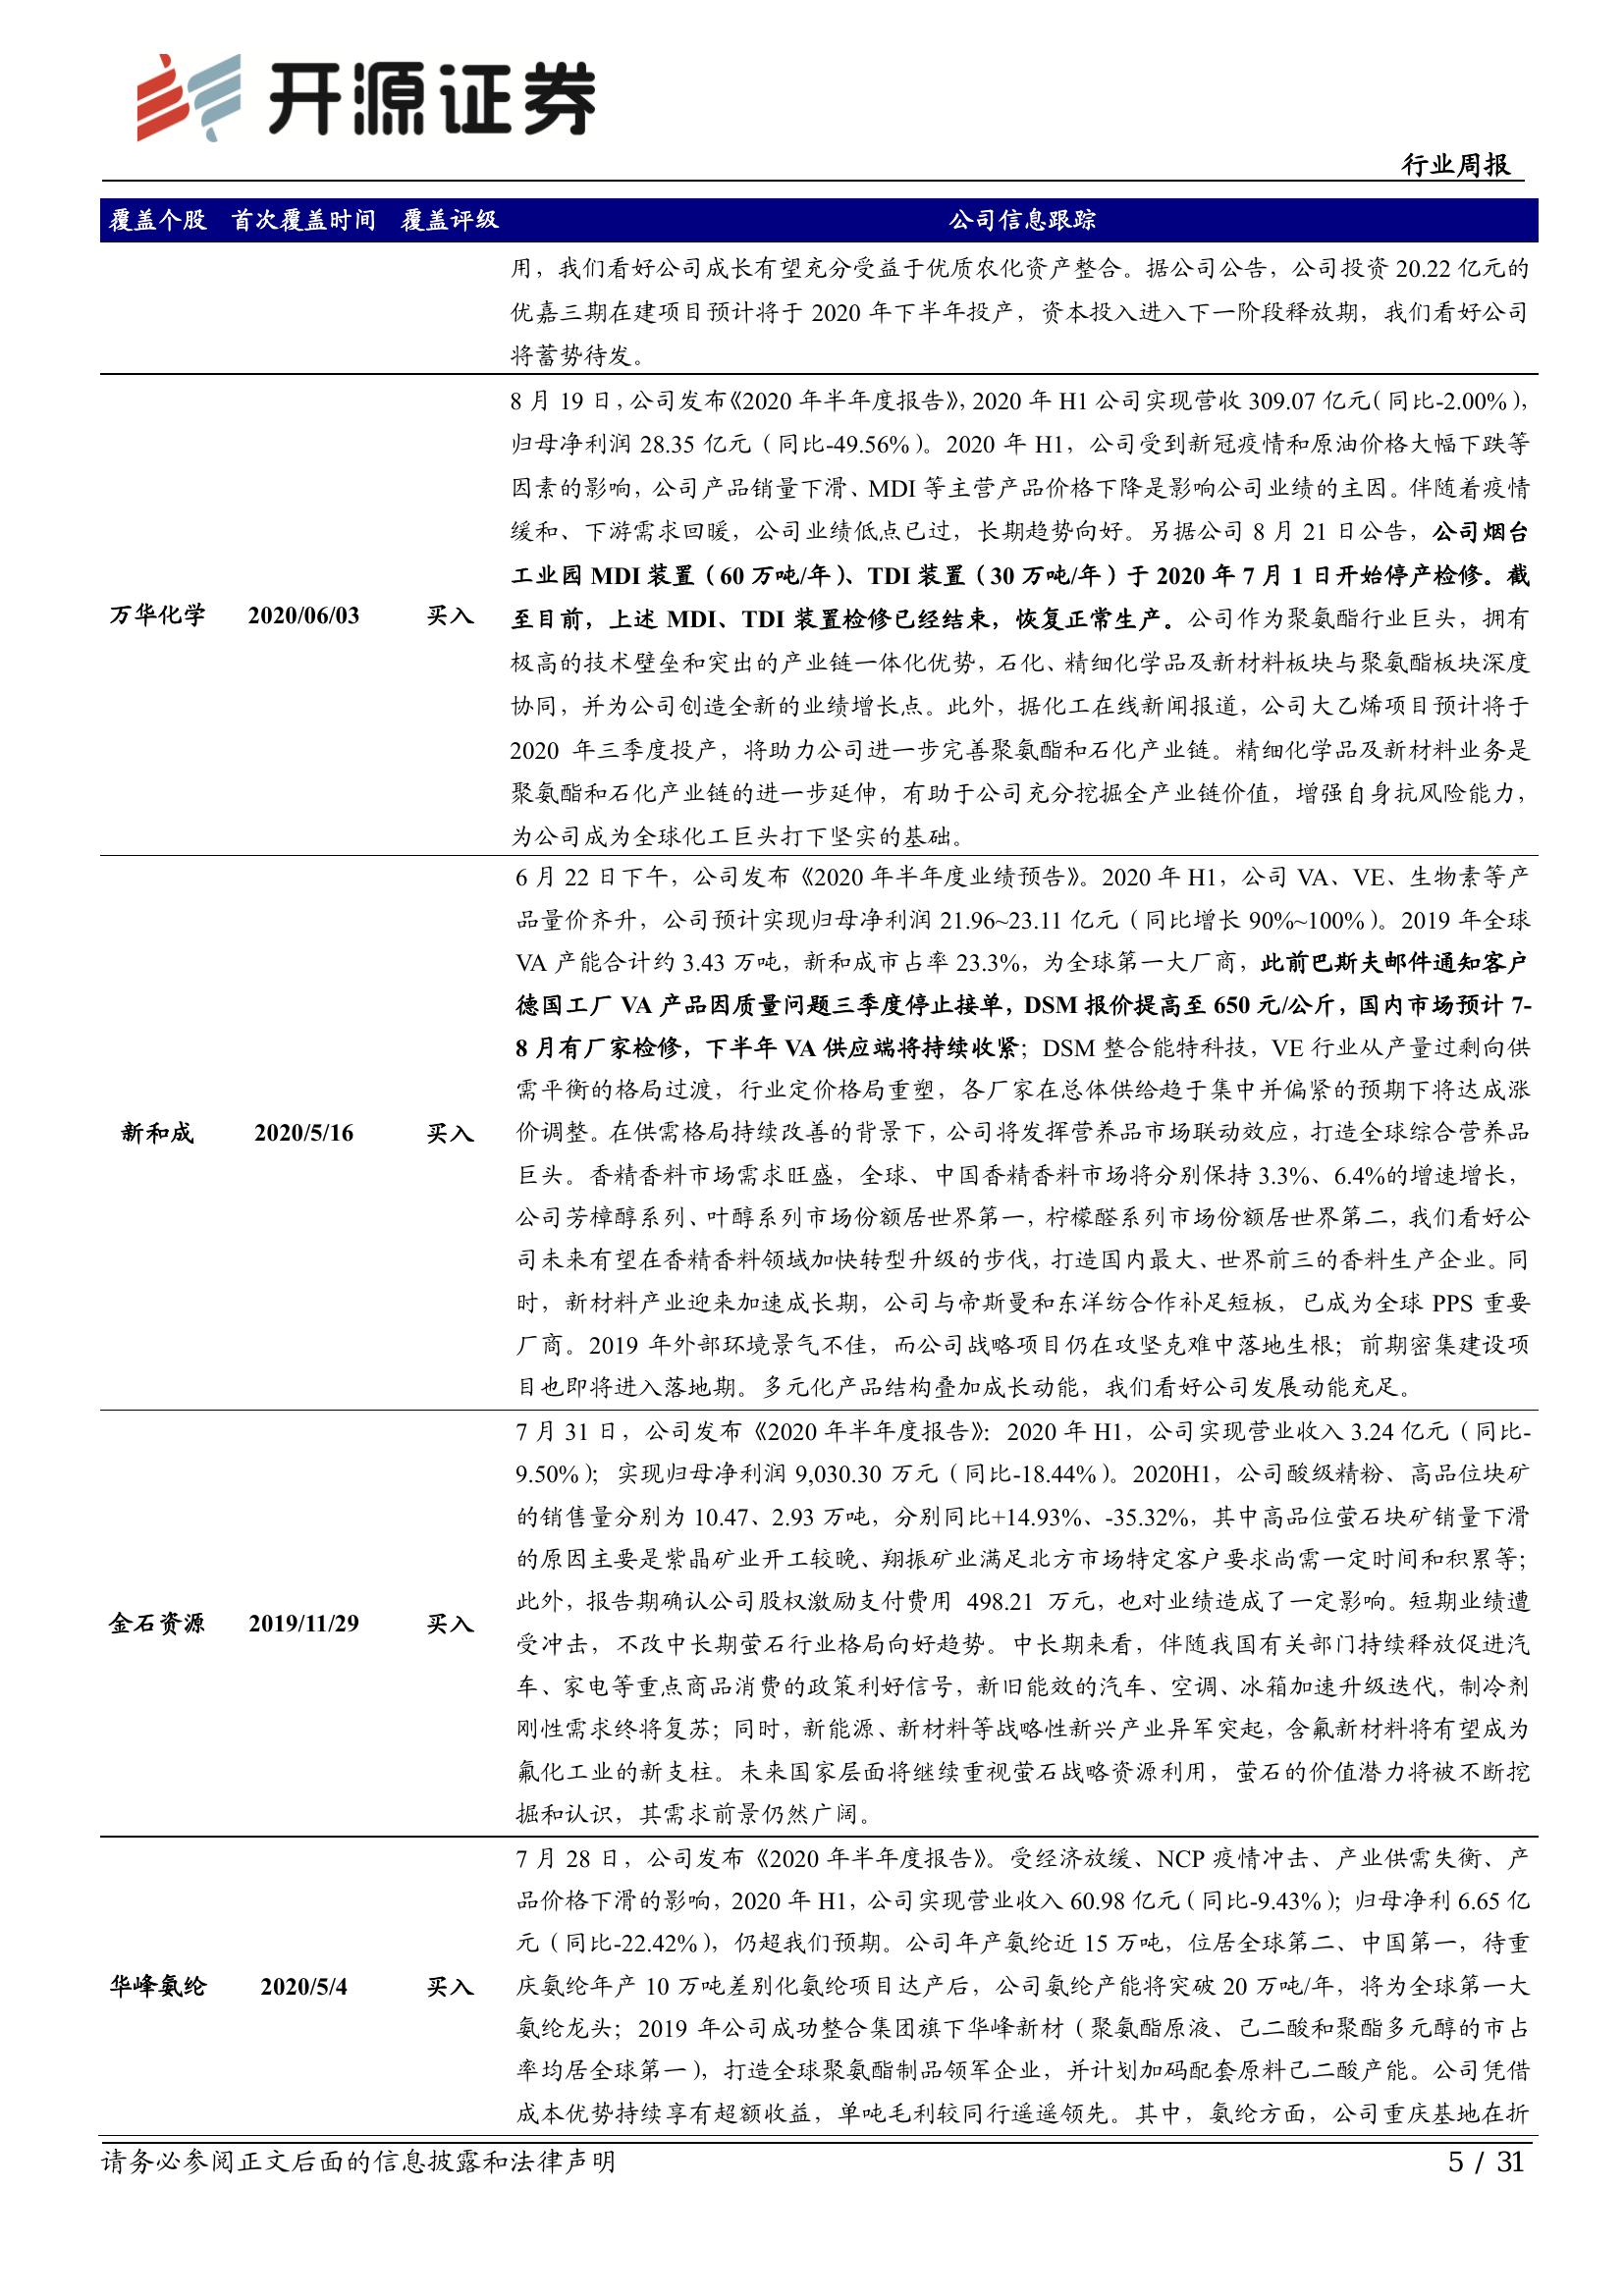 开源证券
行业周报
覆盖个股 首次覆盖时间 覆盖评级 公司信息跟踪
用，我们看好公司成长有望充分受益于优质农化资产整合。据公司公告，公司投资 20.22 亿元的
优嘉三期在建项目预计将于 2020 年下半年投产，资本投入进入下一阶段释放期，我们看好公司
将蓄势待发。
8 月 19 日，公司发布《2020 年半年度报告》，2020 年 H1 公司实现营收 309.07 亿元（同比-2.00%），
归母净利润 28.35 亿元（同比-49.56%）。2020 年 H1，公司受到新冠疫情和原油价格大幅下跌等
因素的影响，公司产品销量下滑、MDI 等主营产品价格下降是影响公司业绩的主因。伴随着疫情
缓和、下游需求回暖，公司业绩低点已过，长期趋势向好。另据公司 8 月 21 日公告，公司烟台
工业园 MDI 装置（60 万吨/年）、TDI 装置（30 万吨/年）于 2020 年 7 月 1 日开始停产检修。截
万华化学 2020/06/03 买入 至目前，上述 MDI、TDI 装置检修已经结束，恢复正常生产。公司作为聚氨酯行业巨头，拥有
极高的技术壁垒和突出的产业链一体化优势，石化、精细化学品及新材料板块与聚氨酯板块深度
协同，并为公司创造全新的业绩增长点。此外，据化工在线新闻报道，公司大乙烯项目预计将于
2020 年三季度投产，将助力公司进一步完善聚氨酯和石化产业链。精细化学品及新材料业务是
聚氨酯和石化产业链的进一步延伸，有助于公司充分挖掘全产业链价值，增强自身抗风险能力，
为公司成为全球化工巨头打下坚实的基础。
6 月 22 日下午，公司发布《2020 年半年度业绩预告》。2020 年 H1，公司 VA、VE、生物素等产
品量价齐升，公司预计实现归母净利润 21.96~23.11 亿元（同比增长 90%~100%）。2019 年全球
VA 产能合计约 3.43 万吨，新和成市占率 23.3%，为全球第一大厂商，此前巴斯夫邮件通知客户
德国工厂 VA 产品因质量问题三季度停止接单，DSM 报价提高至 650 元/公斤，国内市场预计 7-
8 月有厂家检修，下半年 VA 供应端将持续收紧；DSM 整合能特科技，VE 行业从产量过剩向供
需平衡的格局过渡，行业定价格局重塑，各厂家在总体供给趋于集中并偏紧的预期下将达成涨
新和成 2020/5/16 买入 价调整。在供需格局持续改善的背景下，公司将发挥营养品市场联动效应，打造全球综合营养品
巨头。香精香料市场需求旺盛，全球、中国香精香料市场将分别保持 3.3%、6.4%的增速增长，
公司芳樟醇系列、叶醇系列市场份额居世界第一，柠檬醛系列市场份额居世界第二，我们看好公
司未来有望在香精香料领域加快转型升级的步伐，打造国内最大、世界前三的香料生产企业。同
时，新材料产业迎来加速成长期，公司与帝斯曼和东洋纺合作补足短板，已成为全球 PPS 重要
厂商。2019 年外部环境景气不佳，而公司战略项目仍在攻坚克难中落地生根；前期密集建设项
目也即将进入落地期。多元化产品结构叠加成长动能，我们看好公司发展动能充足。
7 月 31 日，公司发布《2020 年半年度报告》：2020 年 H1，公司实现营业收入 3.24 亿元（同比-
9.50%）；实现归母净利润 9,030.30 万元（同比-18.44%）。2020H1，公司酸级精粉、高品位块矿
的销售量分别为 10.47、2.93 万吨，分别同比+14.93%、-35.32%，其中高品位萤石块矿销量下滑
的原因主要是紫晶矿业开工较晚、翔振矿业满足北方市场特定客户要求尚需一定时间和积累等；
此外，报告期确认公司股权激励支付费用 498.21 万元，也对业绩造成了一定影响。短期业绩遭
金石资源 2019/11/29 买入 受冲击，不改中长期萤石行业格局向好趋势。中长期来看，伴随我国有关部门持续释放促进汽
车、家电等重点商品消费的政策利好信号，新旧能效的汽车、空调、冰箱加速升级迭代，制冷剂
刚性需求终将复苏；同时，新能源、新材料等战略性新兴产业异军突起，含氟新材料将有望成为
氟化工业的新支柱。未来国家层面将继续重视萤石战略资源利用，萤石的价值潜力将被不断挖
掘和认识，其需求前景仍然广阔。
7 月 28 日，公司发布《2020 年半年度报告》。受经济放缓、NCP 疫情冲击、产业供需失衡、产
品价格下滑的影响，2020 年 H1，公司实现营业收入 60.98 亿元（同比-9.43%）；归母净利 6.65 亿
元（同比-22.42%），仍超我们预期。公司年产氨纶近 15 万吨，位居全球第二、中国第一，待重
华峰氨纶 2020/5/4 买入 庆氨纶年产 10 万吨差别化氨纶项目达产后，公司氨纶产能将突破 20 万吨/年，将为全球第一大
氨纶龙头；2019 年公司成功整合集团旗下华峰新材（聚氨酯原液、己二酸和聚酯多元醇的市占
率均居全球第一），打造全球聚氨酯制品领军企业，并计划加码配套原料己二酸产能。公司凭借
成本优势持续享有超额收益，单吨毛利较同行遥遥领先。其中，氨纶方面，公司重庆基地在折
请务必参阅正文后面的信息披露和法律声明 5 / 31